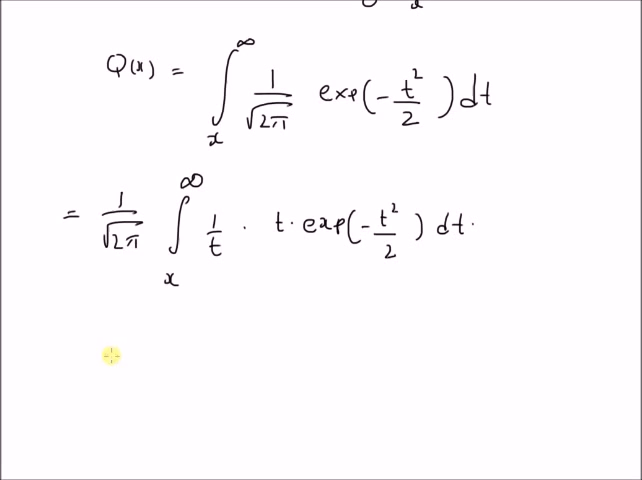 Q(x) = ∫_x^∞ 1/√2π exp(-t²/2) dt
= 1/√2π ∫_x^∞ 1/t · t · exp(-t²/2) dt.